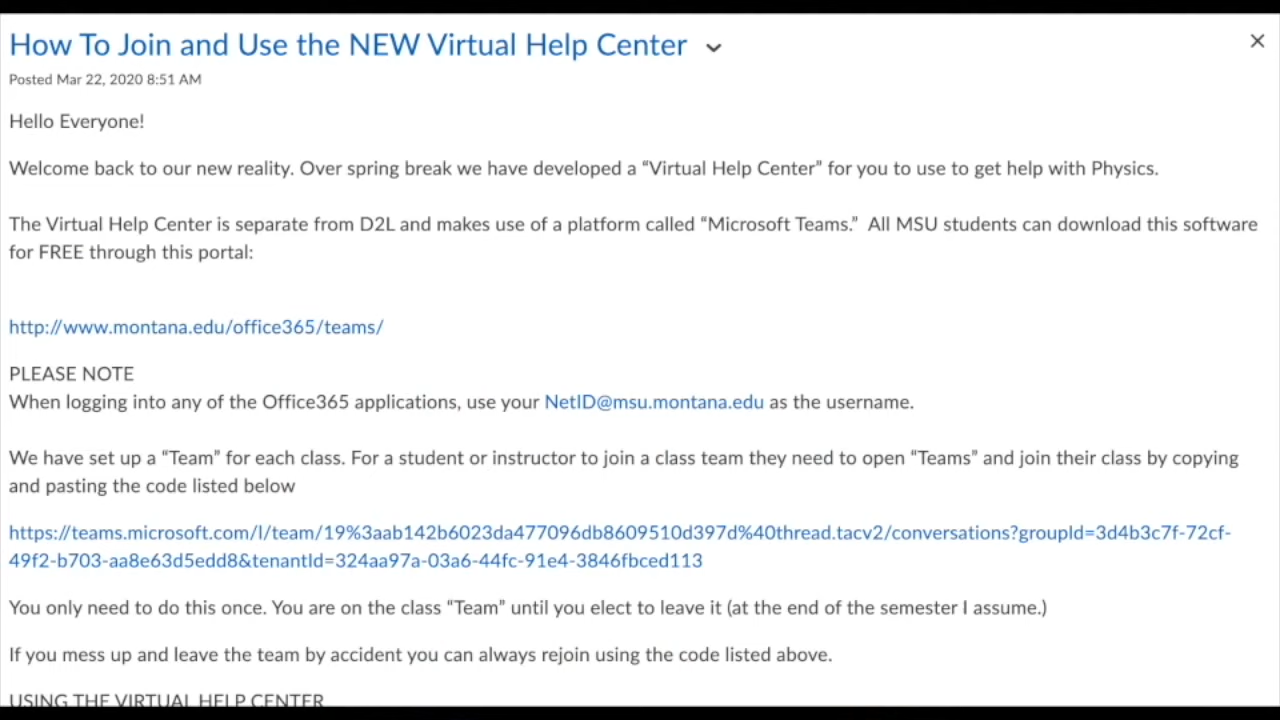 How To Join and Use the NEW Virtual Help Center
Posted Mar 22, 2020 8:51 AM
Hello Everyone!
Welcome back to our new reality. Over spring break we have developed a “Virtual Help Center” for you to use to get help with Physics.
The Virtual Help Center is separate from D2L and makes use of a platform called “Microsoft Teams.”  All MSU students can download this software
for FREE through this portal:
http://www.montana.edu/office365/teams/
PLEASE NOTE
When logging into any of the Office365 applications, use your NetID@msu.montana.edu as the username.
We have set up a “Team” for each class. For a student or instructor to join a class team they need to open “Teams” and join their class by copying
and pasting the code listed below
https://teams.microsoft.com/l/team/19%3aab142b6023da477096db8609510d397d%40thread.tacv2/conversations?groupId=3d4b3c7f-72cf-
49f2-b703-aa8e63d5edd8&tenantId=324aa97a-03a6-44fc-91e4-3846fbced113
You only need to do this once. You are on the class “Team” until you elect to leave it (at the end of the semester I assume.)
If you mess up and leave the team by accident you can always rejoin using the code listed above.
USING THE VIRTUAL HELP CENTER